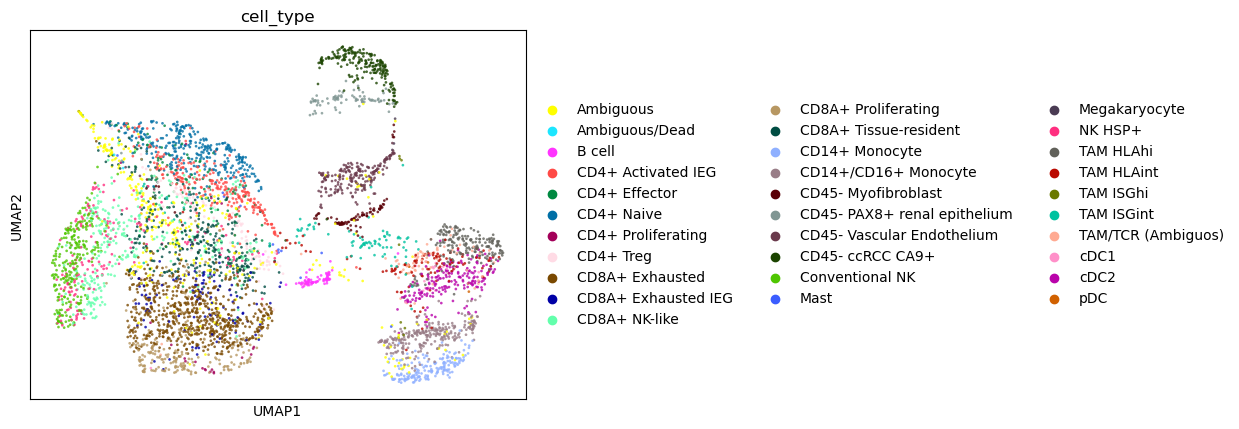 cell_type
UMAP2
UMAP1
Ambiguous
Ambiguous/Dead
B cell
CD4+ Activated IEG
CD4+ Effector
CD4+ Naive
CD4+ Proliferating
CD4+ Treg
CD8A+ Exhausted
CD8A+ Exhausted IEG
CD8A+ NK-like
CD8A+ Proliferating
CD8A+ Tissue-resident
CD14+ Monocyte
CD14+/CD16+ Monocyte
CD45- Myofibroblast
CD45- PAX8+ renal epithelium
CD45- Vascular Endothelium
CD45- ccRCC CA9+
Conventional NK
Mast
Megakaryocyte
NK HSP+
TAM HLAhi
TAM HLAint
TAM ISGhi
TAM ISGint
TAM/TCR (Ambiguos)
cDC1
cDC2
pDC